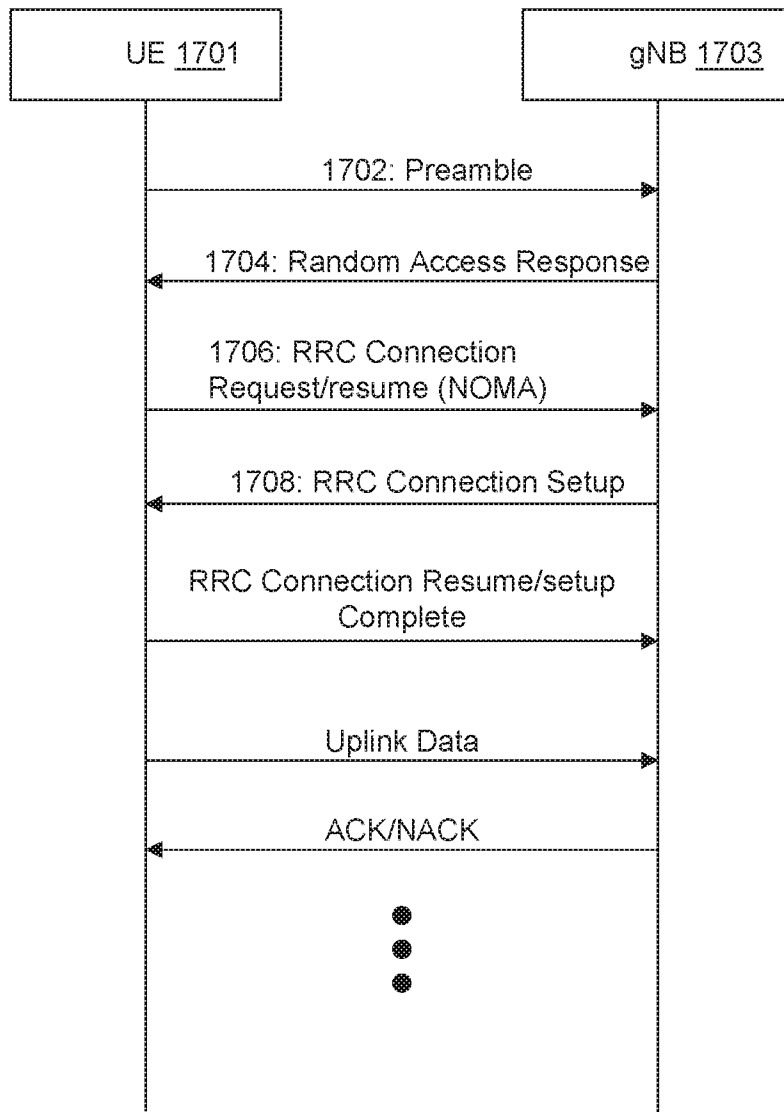 UE 1701
gNB 1703
1702: Preamble
1704: Random Access Response
1706: RRC Connection
Request/resume (NOMA)
1708: RRC Connection Setup
RRC Connection Resume/setup
Complete
Uplink Data
ACK/NACK